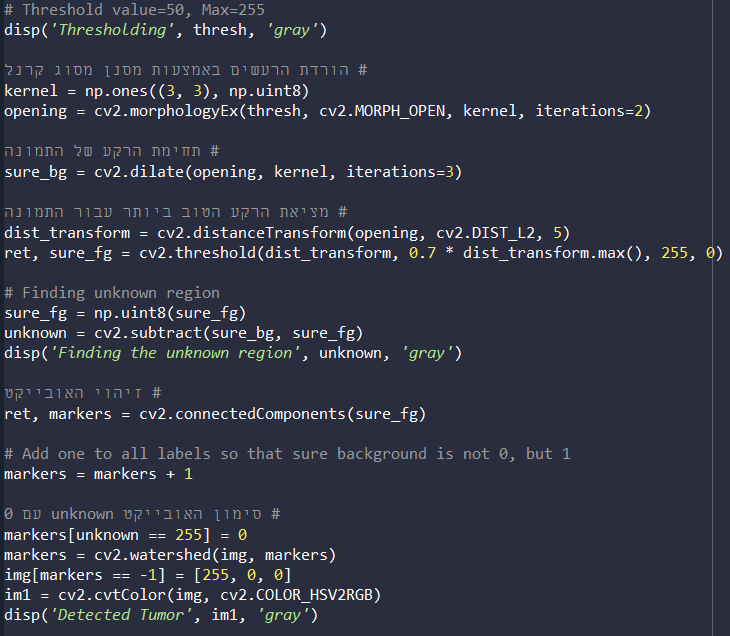 # Threshold value=50, Max=255
disp('Thresholding', thresh, 'gray')
# הורדת הרעשים באמצעות מסנן מסוג קרנל
kernel = np.ones((3, 3), np.uint8)
opening = cv2.morphologyEx(thresh, cv2.MORPH_OPEN, kernel, iterations=2)
# תחימת הרקע של התמונה
sure_bg = cv2.dilate(opening, kernel, iterations=3)
# מציאת הרקע הטוב ביותר עבור התמונה
dist_transform = cv2.distanceTransform(opening, cv2.DIST_L2, 5)
ret, sure_fg = cv2.threshold(dist_transform, 0.7 * dist_transform.max(), 255, 0)
# Finding unknown region
sure_fg = np.uint8(sure_fg)
unknown = cv2.subtract(sure_bg, sure_fg)
disp('Finding the unknown region', unknown, 'gray')
# זיהוי האובייקט
ret, markers = cv2.connectedComponents(sure_fg)
# Add one to all labels so that sure background is not 0, but 1
markers = markers + 1
# סימון האובייקט unknown עם 0
markers[unknown == 255] = 0
markers = cv2.watershed(img, markers)
img[markers == -1] = [255, 0, 0]
im1 = cv2.cvtColor(img, cv2.COLOR_HSV2RGB)
disp('Detected Tumor', im1, 'gray')